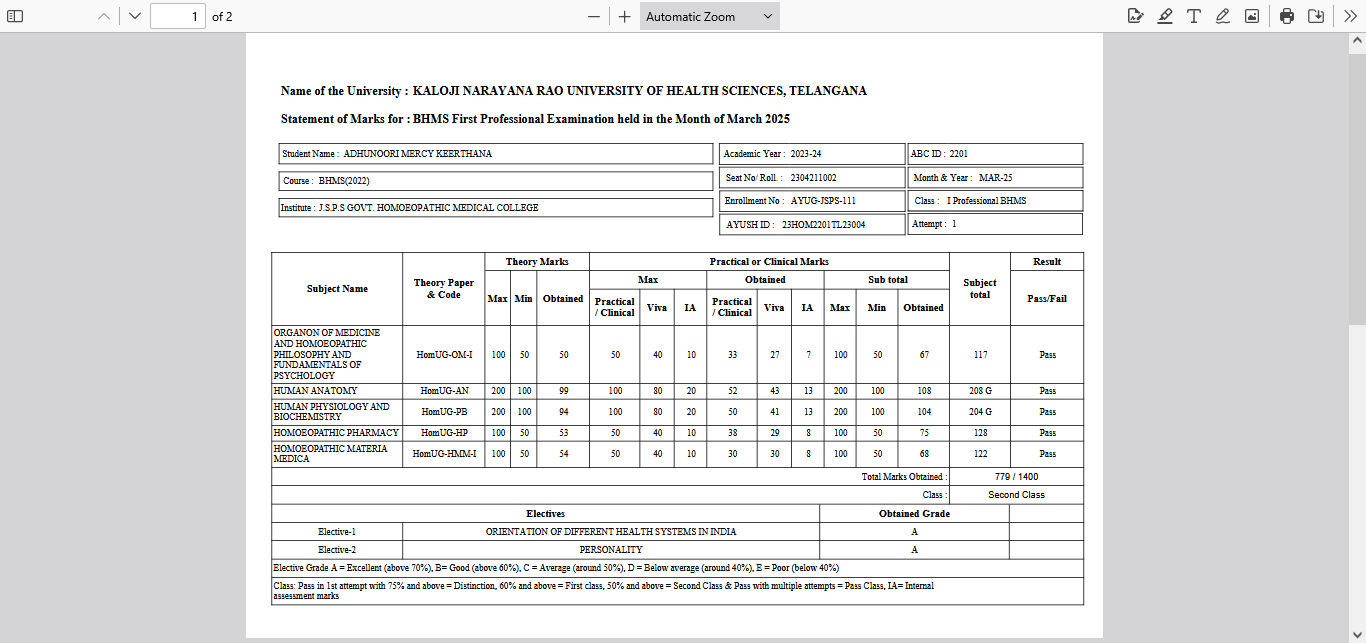 1 of 2
Automatic Zoom
Name of the University : KALOJI NARAYANA RAO UNIVERSITY OF HEALTH SCIENCES, TELANGANA
Statement of Marks for : BHMS First Professional Examination held in the Month of March 2025
Student Name : ADHUNOORI MERCY KEERTHANA
Course : BHMS(2022)
Institute : J.S.P.S GOVT. HOMOEOPATHIC MEDICAL COLLEGE
Academic Year : 2023-24 ABC ID : 2201
Seat No/ Roll. : 2304211002 Month & Year : MAR-25
Enrollment No : AYUG-JSPS-111 Class : I Professional BHMS
AYUSH ID : 23HOM2201TL23004 Attempt : 1
Subject Name
Theory Paper
& Code
Theory Marks
Max Min Obtained
Practical or Clinical Marks
Max Obtained Sub total
Practical
/ Clinical
Viva IA
Practical
/ Clinical
Viva IA Max Min Obtained
Subject
total
Result
Pass/Fail
ORGANON OF MEDICINE
AND HOMOEOPATHIC
PHILOSOPHY AND
FUNDAMENTALS OF
PSYCHOLOGY
HomUG-OM-I 100 50 50 50 40 10 33 27 7 100 50 67 117 Pass
HUMAN ANATOMY HomUG-AN 200 100 99 100 80 20 52 43 13 200 100 108 208 G Pass
HUMAN PHYSIOLOGY AND
BIOCHEMISTRY
HomUG-PB 200 100 94 100 80 20 50 41 13 200 100 104 204 G Pass
HOMOEOPATHIC PHARMACY HomUG-HP 100 50 53 50 40 10 38 29 8 100 50 75 128 Pass
HOMOEOPATHIC MATERIA
MEDICA
HomUG-HMM-I 100 50 54 50 40 10 30 30 8 100 50 68 122 Pass
Total Marks Obtained : 779 / 1400
Class : Second Class
Electives Obtained Grade
Elective-1 ORIENTATION OF DIFFERENT HEALTH SYSTEMS IN INDIA A
Elective-2 PERSONALITY A
Elective Grade A = Excellent (above 70%), B= Good (above 60%), C = Average (around 50%), D = Below average (around 40%), E = Poor (below 40%)
Class: Pass in 1st attempt with 75% and above = Distinction, 60% and above = First class, 50% and above = Second Class & Pass with multiple attempts = Pass Class, IA= Internal
assessment marks